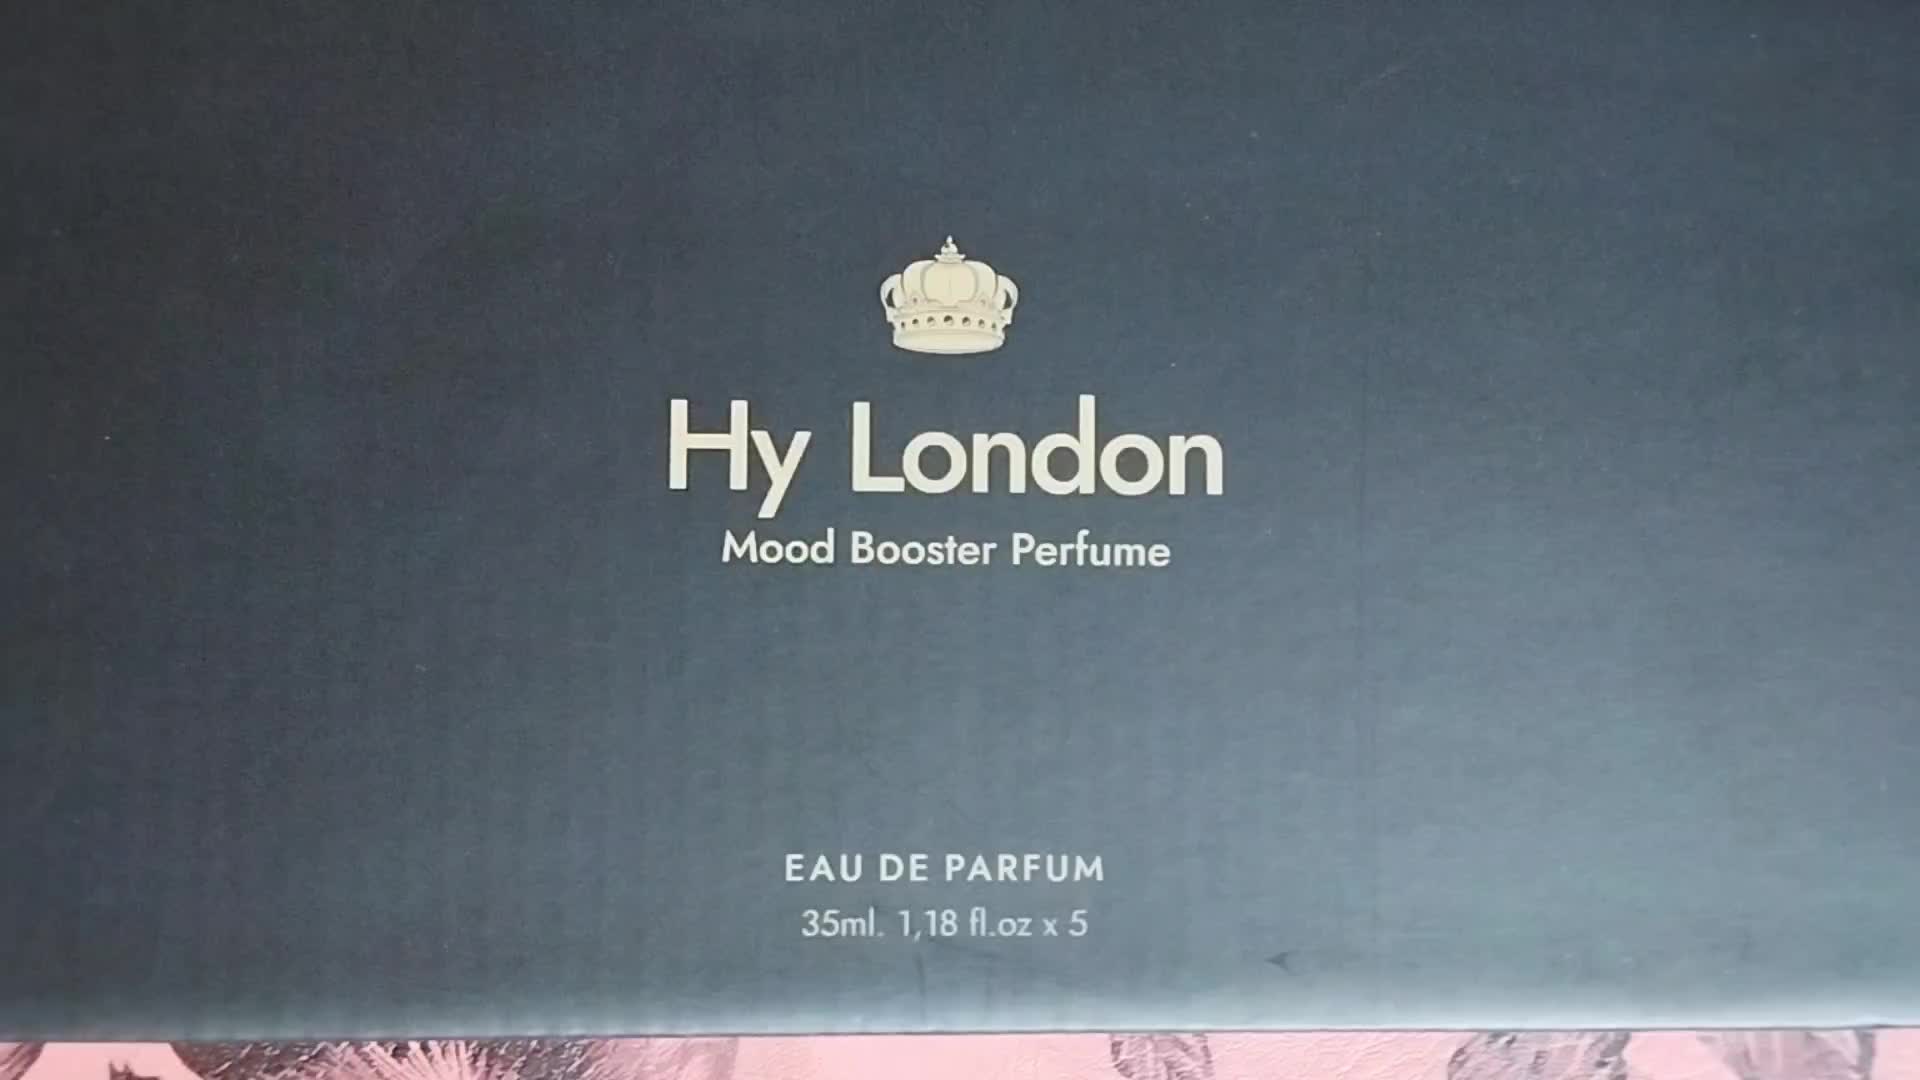 Hy London
Mood Booster Perfume
EAU DE PARFUM
35ml. 1,18 fl.oz x 5